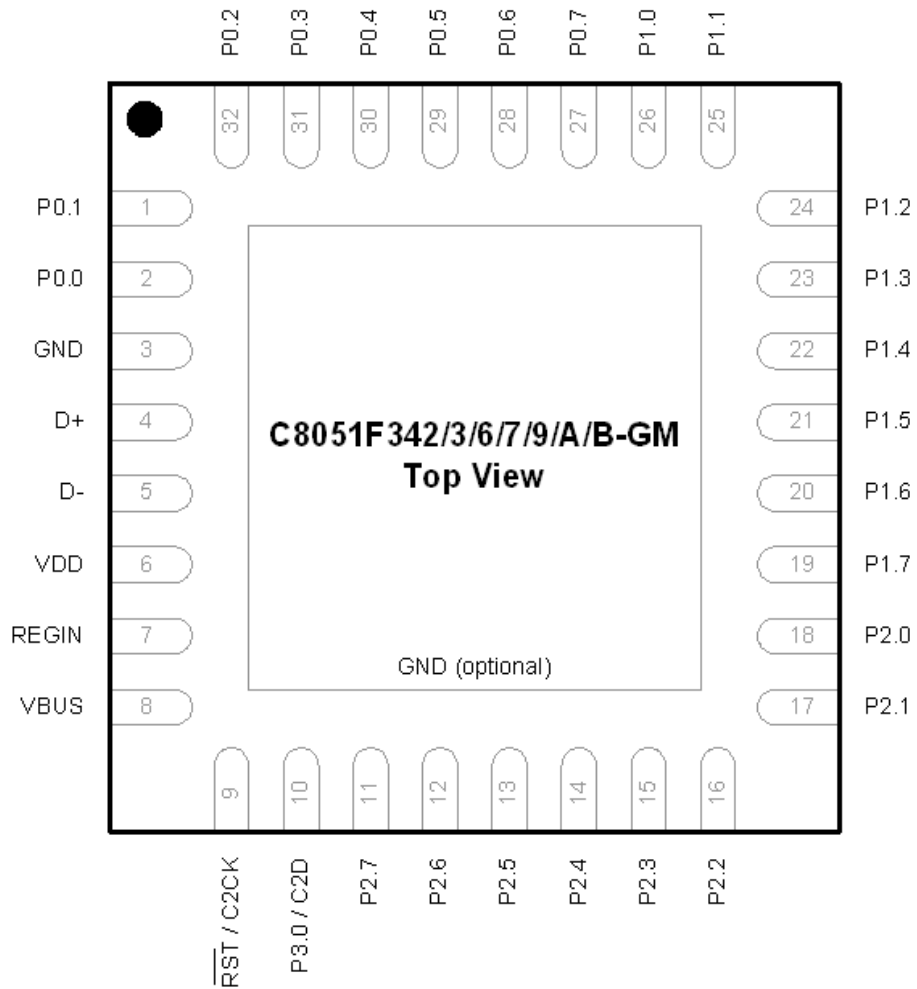 P0.2
P0.3
P0.4
P0.5
P0.6
P0.7
P1.0
P1.1
32
31
30
29
28
27
26
25
P0.1
1
24
P1.2
P0.0
2
23
P1.3
GND
3
22
P1.4
D+
4
21
P1.5
C8051F342/3/6/7/9/A/B-GM
Top View
D-
5
20
P1.6
VDD
6
19
P1.7
REGIN
7
18
P2.0
GND (optional)
VBUS
8
17
P2.1
9
10
11
12
13
14
15
16
RST / C2CK
P3.0 / C2D
P2.7
P2.6
P2.5
P2.4
P2.3
P2.2